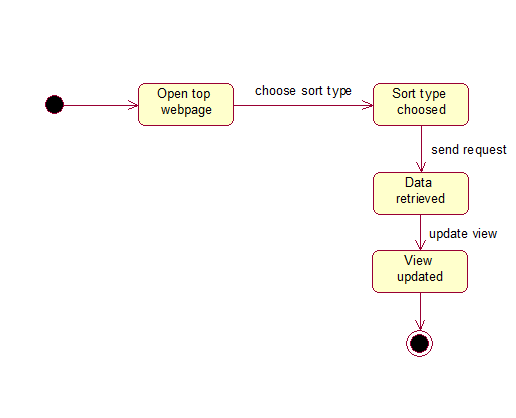 Open top
webpage
choose sort type
Sort type
choosed
send request
Data
retrieved
update view
View
updated